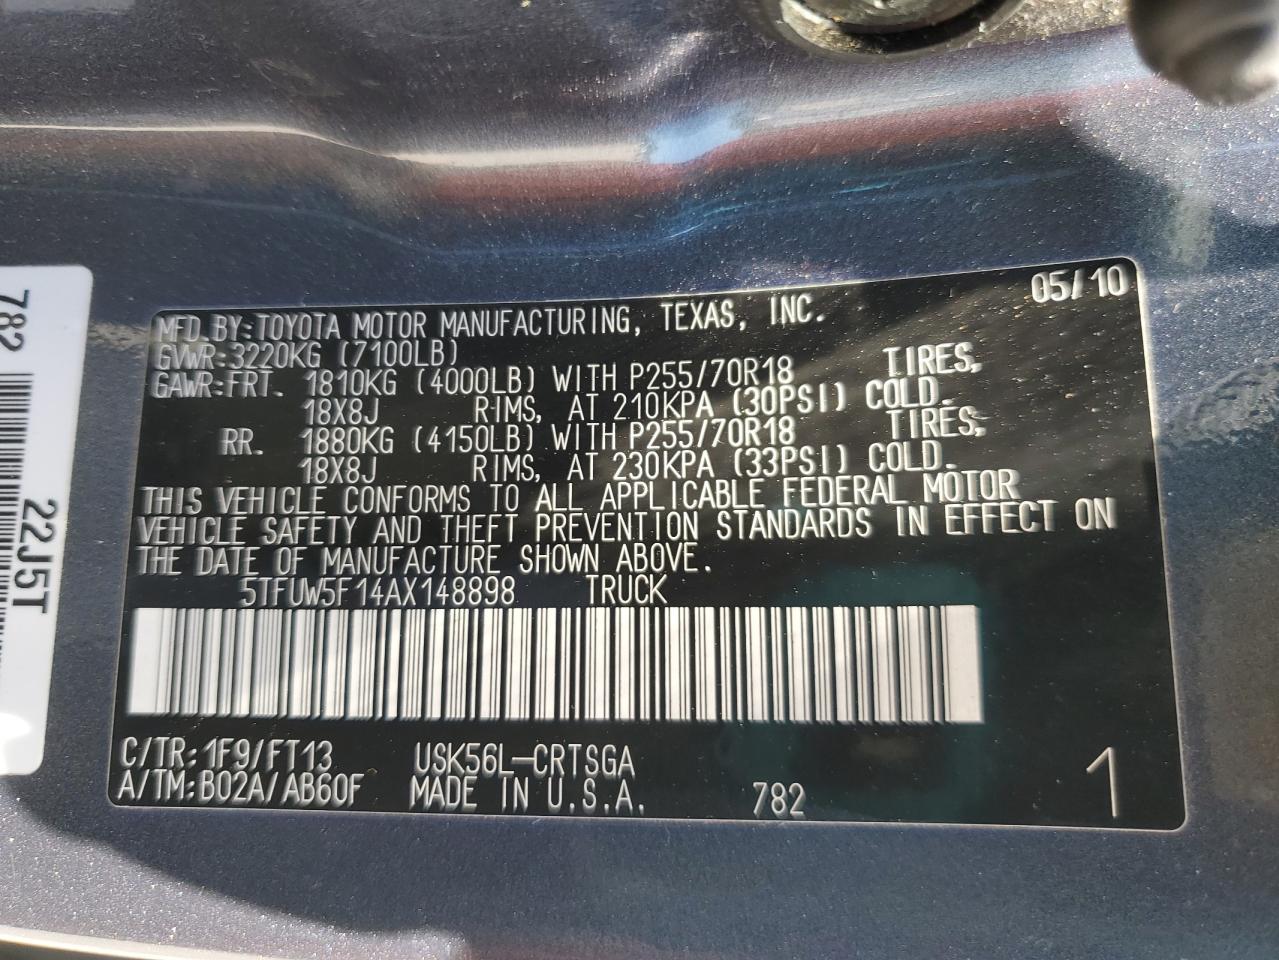 05/10
MFD.BY:TOYOTA MOTOR MANUFACTURING, TEXAS, INC.
GVWR:3220KG (7100LB)
GAWR:FRT. 1810KG (4000LB) WITH P255/70R18 TIRES,
18X8J RIMS, AT 210KPA (30PSI) COLD.
RR. 1880KG (4150LB) WITH P255/70R18 TIRES,
18X8J RIMS, AT 230KPA (33PSI) COLD.
THIS VEHICLE CONFORMS TO ALL APPLICABLE FEDERAL MOTOR
VEHICLE SAFETY AND THEFT PREVENTION STANDARDS IN EFFECT ON
THE DATE OF MANUFACTURE SHOWN ABOVE.
5TFUW5F14AX148898 TRUCK
C/TR:1F9/FT13 USK56L-CRTSGA
A/TM:B02A/AB60F MADE IN U.S.A. 782 1
782
22J5T